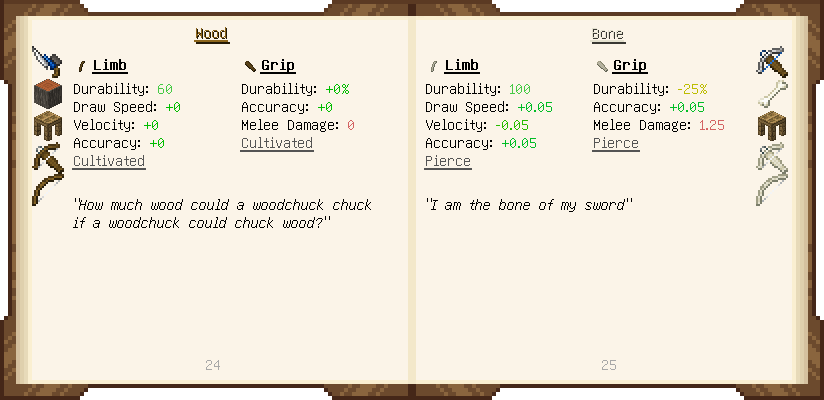 Wood
Limb
Durability: 60
Draw Speed: +0
Velocity: +0
Accuracy: +0
Cultivated
Grip
Durability: +0%
Accuracy: +0
Melee Damage: 0
Cultivated
"How much wood could a woodchuck chuck
if a woodchuck could chuck wood?"
24
Bone
Limb
Durability: 100
Draw Speed: +0.05
Velocity: -0.05
Accuracy: +0.05
Pierce
Grip
Durability: -25%
Accuracy: +0.05
Melee Damage: 1.25
Pierce
"I am the bone of my sword"
25